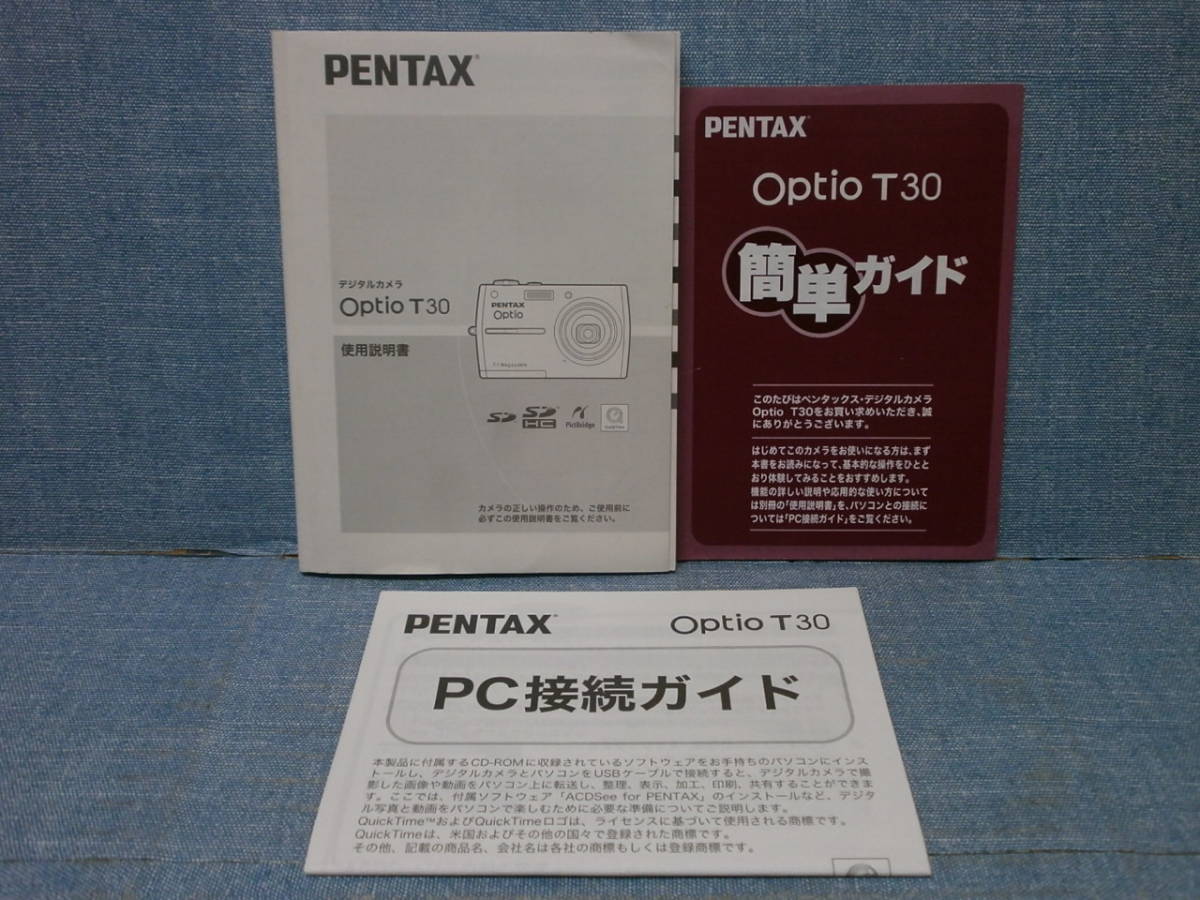 PENTAX
デジタルカメラ
Optio T30
使用説明書
PENTAX
Optio
SD
SD
HC
PictBridge
カメラの正しい操作のため、ご使用前に
必ずこの使用説明書をご覧ください。
PENTAX
Optio T30
簡単ガイド
このたびはペンタックス・デジタルカメラ
Optio T30をお買い求めいただき、誠
にありがとうございます。
はじめてこのカメラをお使いになる方は、まず
本書をお読みになって、基本的な操作をひとと
おり体験してみることをおすすめします。
機能の詳しい説明や応用的な使い方について
は別冊の「使用説明書」を、パソコンとの接続に
ついては「PC接続ガイド」をご覧ください。
PENTAX
Optio T30
PC接続ガイド
本製品に付属するCD-ROMに収録されているソフトウェアをお手持ちのパソコンにインス
トールし、デジタルカメラとパソコンをUSBケーブルで接続すると、デジタルカメラで撮
影した画像や動画をパソコン上に転送し、整理、表示、加工、印刷、共有することができま
す。ここでは、付属ソフトウェア「ACDSee for PENTAX」のインストールなど、デジタ
ル写真と動画をパソコンで楽しむために必要な準備についてご説明します。
QuickTime™およびQuickTimeロゴは、ライセンスに基づいて使用される商標です。
QuickTimeは、米国およびその他の国々で登録された商標です。
その他、記載の商品名、会社名は各社の商標もしくは登録商標です。